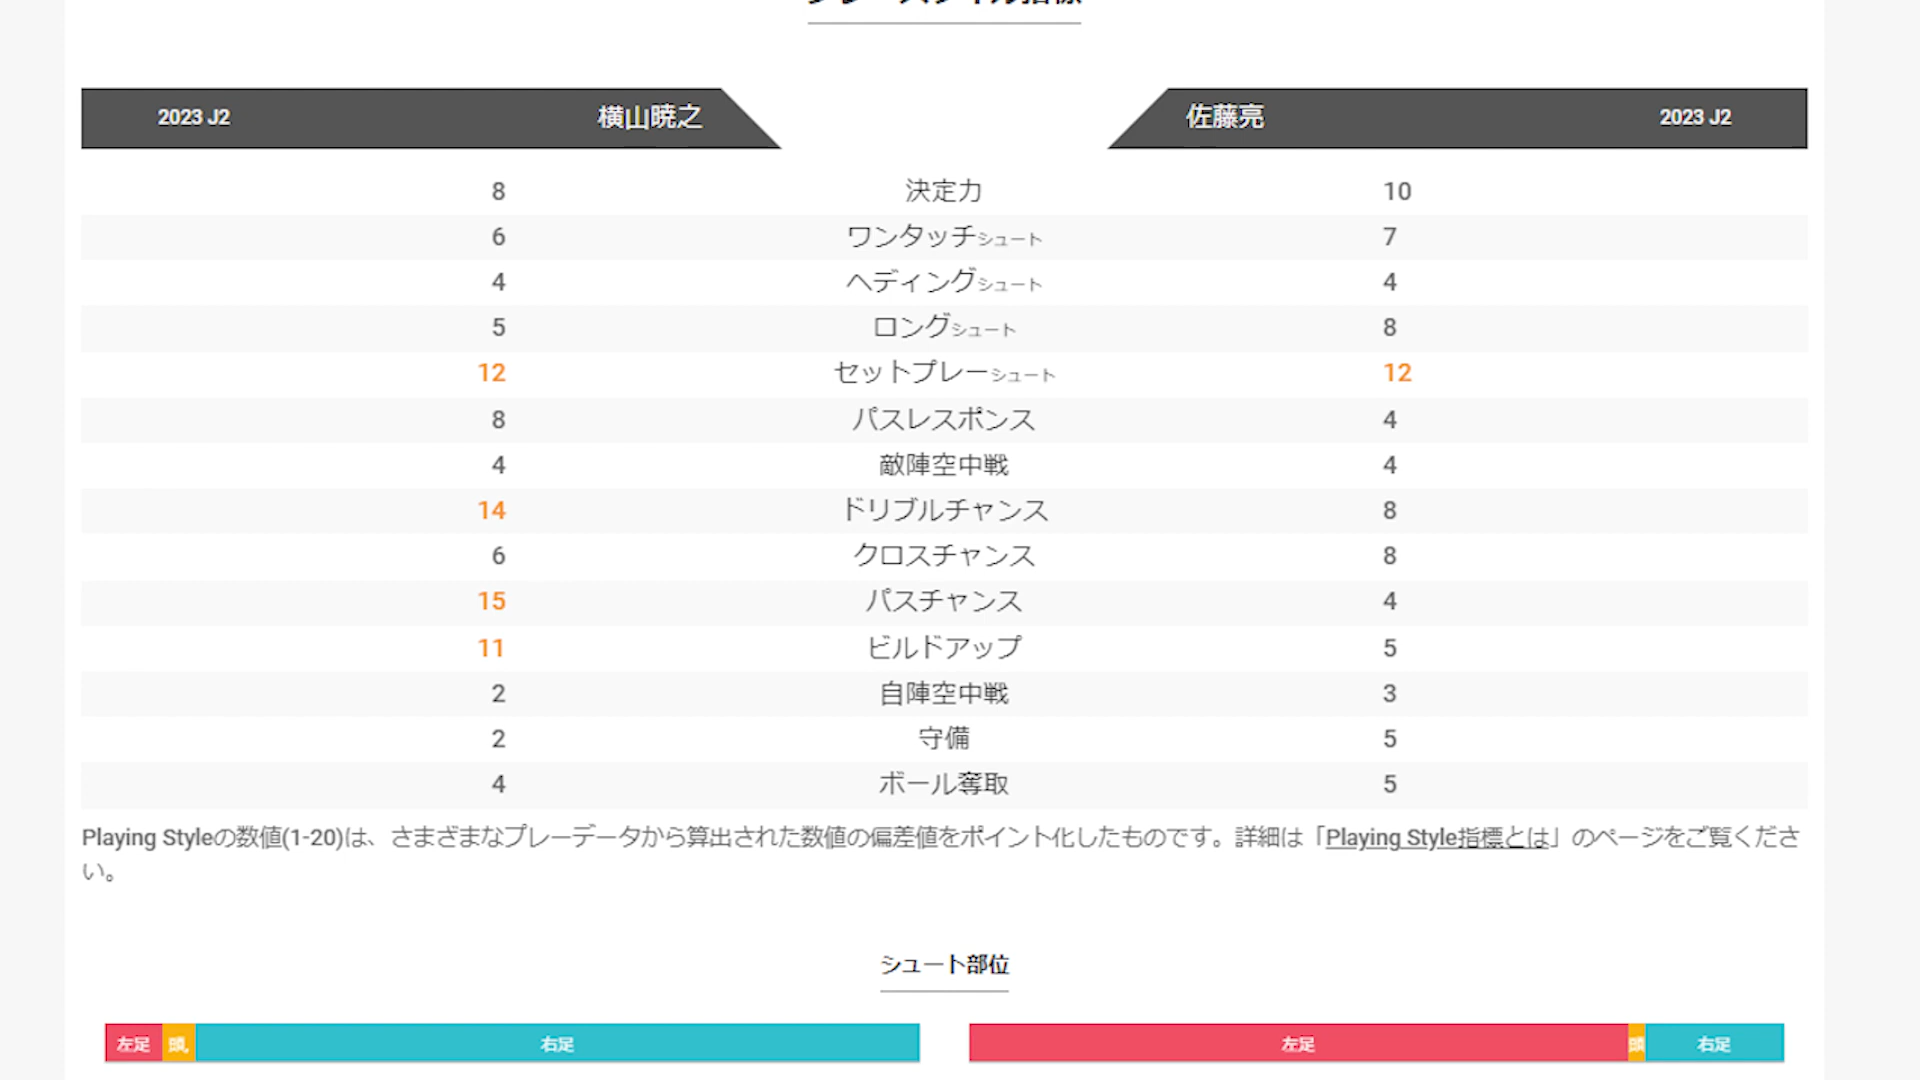 2023 J2 横山暁之 佐藤亮 2023 J2
8 決定力 10
6 ワンタッチシュート 7
4 ヘディングシュート 4
5 ロングシュート 8
12 セットプレーシュート 12
8 パスレスポンス 4
4 敵陣空中戦 4
14 ドリブルチャンス 8
6 クロスチャンス 8
15 パスチャンス 4
11 ビルドアップ 5
2 自陣空中戦 3
2 守備 5
4 ボール奪取 5
Playing Styleの数値(1-20)は、さまざまなプレーデータから算出された数値の偏差値をポイント化したものです。詳細は「Playing Style指標とは」のページをご覧くださ
い。
シュート部位
左足 頭 右足 左足 頭 右足